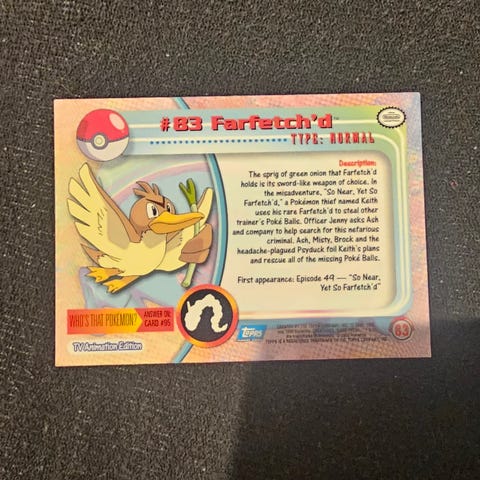 #83 Farfetch'd™
TYPE: NORMAL
Description:
The sprig of green onion that Farfetch'd
holds is its sword-like weapon of choice. In
the misadventure, "So Near, Yet So
Farfetch'd," a Pokémon thief named Keith
uses his rare Farfetch'd to steal other
trainer's Poké Balls. Officer Jenny asks Ash
and company to help search for this nefarious
criminal. Ash, Misty, Brock and the
headache-plagued Psyduck foil Keith's plans
and rescue all of the missing Poké Balls.
First appearance: Episode 49 — "So Near,
Yet So Farfetch'd"
WHO'S THAT POKÉMON?
ANSWER ON:
CARD #95
TV Animation Edition
TOPPS
83